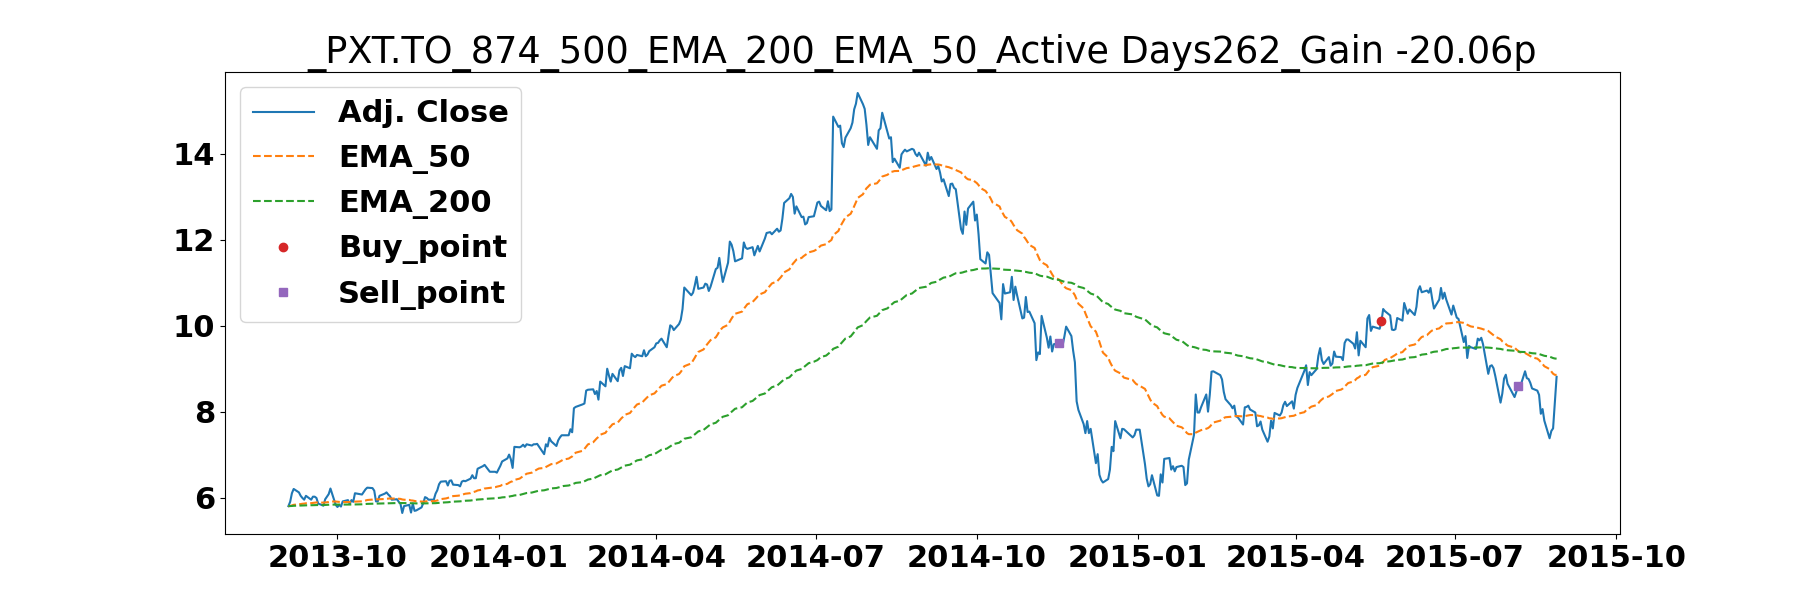 _PXT.TO_874_500_EMA_200_EMA_50_Active Days262_Gain -20.06p
Adj. Close
EMA_50
EMA_200
Buy_point
Sell_point
14
12
10
8
6
2013-10 2014-01 2014-04 2014-07 2014-10 2015-01 2015-04 2015-07 2015-10